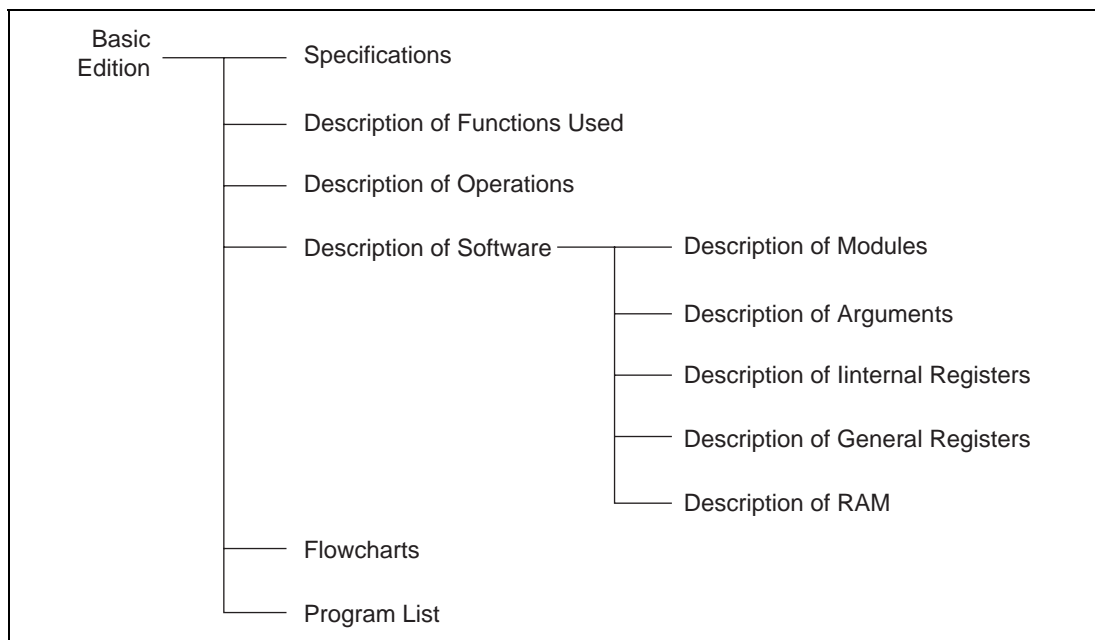 Basic
Edition
Specifications
Description of Functions Used
Description of Operations
Description of Software
Description of Modules
Description of Arguments
Description of Iinternal Registers
Description of General Registers
Description of RAM
Flowcharts
Program List